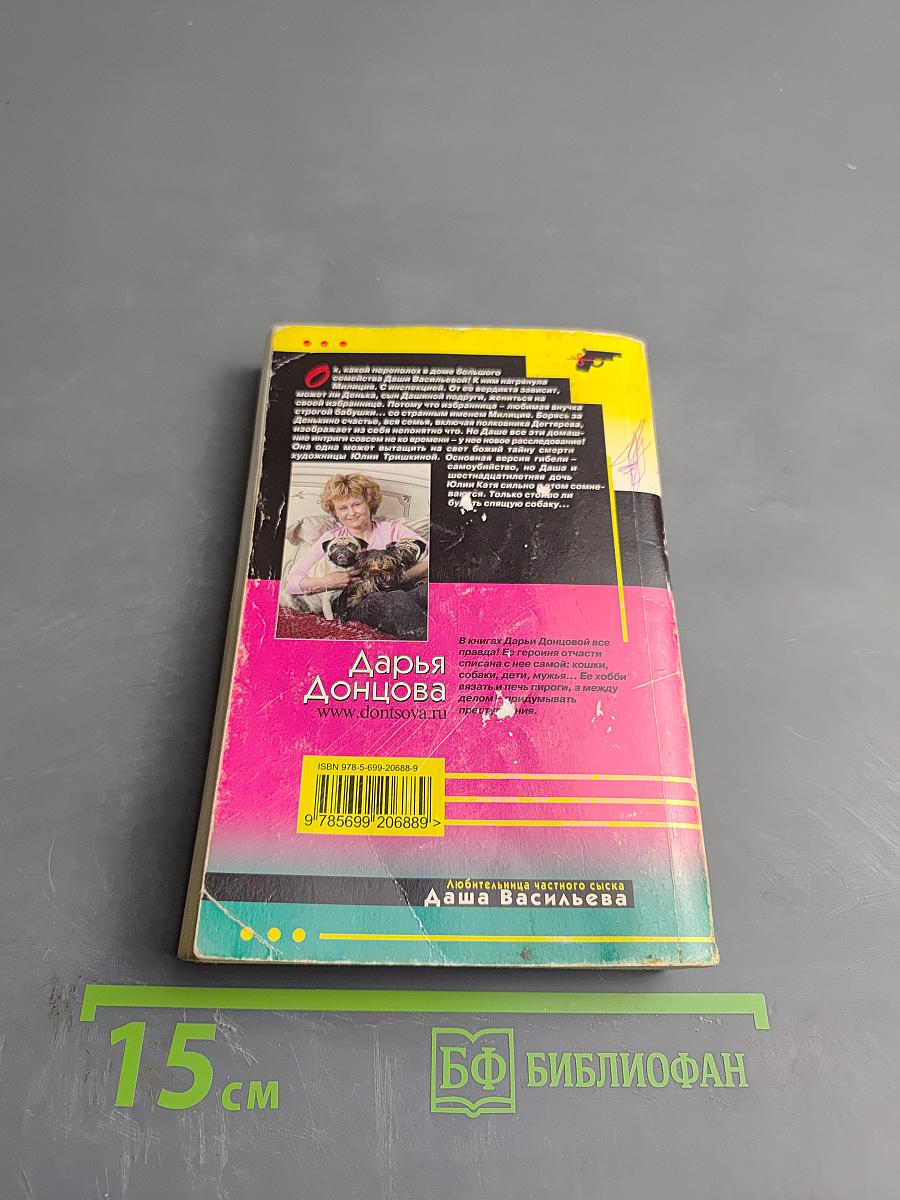 Ох, какой переполох в доме большого
семейства Даши Васильевой! К ним нагрянула
Милиция. С инспекцией. От ее вердикта зависит,
может ли Денька, сын Дашиной подруги, жениться на
своей избраннице. Потому что избранница – любимая внучка
строгой бабушки... со странным именем Милиция. Борясь за
Денькино счастье, вся семья, включая полковника Дегтярева,
изображает из себя непонятно что. Но Даше все эти домаш-
ние интриги совсем не ко времени – у нее новое расследование!
Она одна может вытащить на свет божий тайну смерти
художницы Юлии Тришкиной. Основная версия гибели –
самоубийство, но Даша и
шестнадцатилетняя дочь
Юлии Катя сильно в этом сомне-
ваются. Только стоило ли
будить спящую собаку...
В книгах Дарьи Донцовой все
правда! Ее героиня отчасти
списана с нее самой: кошки,
собаки, дети, мужья... Ее хобби
вязать и печь пироги, а между
делом придумывать
преступления.
Дарья
Донцова
www.dontsova.ru
ISBN 978-5-699-20688-9
9 785699 206889 >
Любительница частного сыска
Даша Васильева
15 см
БФ БИБЛИОФАН